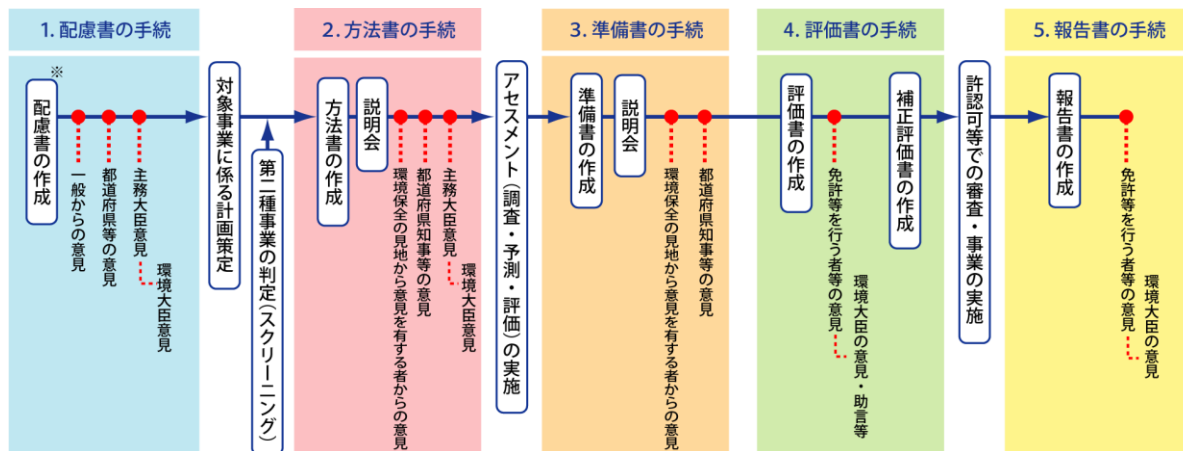 1. 配慮書の手続
※
配慮書の作成
一般からの意見
都道府県等の意見
主務大臣意見
環境大臣意見
対象事業に係る計画策定
第二種事業の判定(スクリーニング)
2. 方法書の手続
方法書の作成
説明会
環境保全の見地から意見を有する者からの意見
都道府県知事等の意見
主務大臣意見
環境大臣意見
アセスメント(調査・予測・評価)の実施
3. 準備書の手続
準備書の作成
説明会
環境保全の見地から意見を有する者からの意見
都道府県知事等の意見
4. 評価書の手続
評価書の作成
免許等を行う者等の意見
環境大臣の意見・助言等
補正評価書の作成
許認可等での審査・事業の実施
5. 報告書の手続
報告書の作成
免許等を行う者等の意見
環境大臣の意見